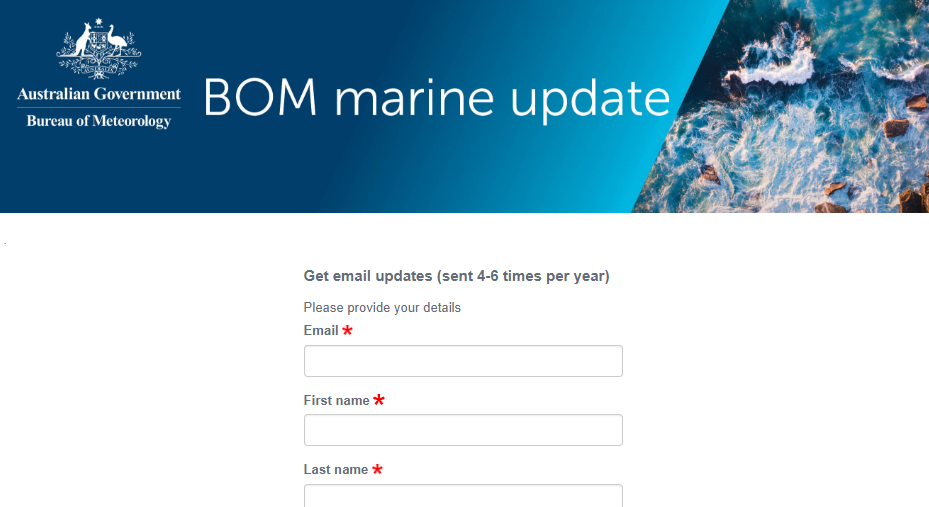 Australian Government
Bureau of Meteorology
BOM marine update
.
Get email updates (sent 4-6 times per year)
Please provide your details
Email *
First name *
Last name *